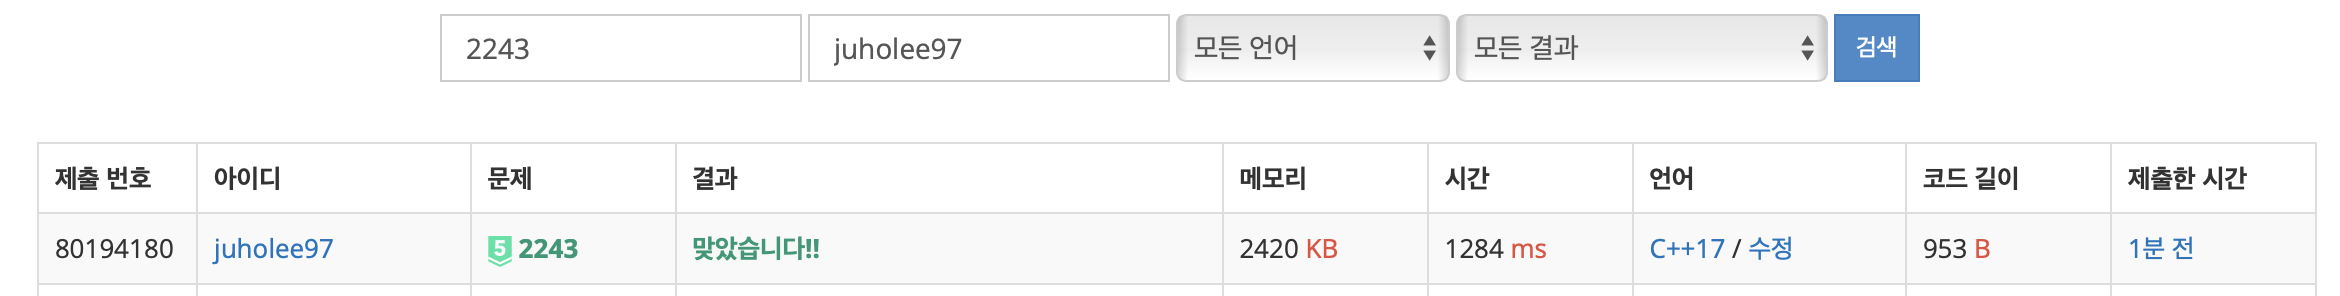 2243 juholee97 모든 언어 모든 결과 검색
제출 번호 아이디 문제 결과 메모리 시간 언어 코드 길이 제출한 시간
80194180 juholee97 5 2243 맞았습니다!! 2420 KB 1284 ms C++17 / 수정 953 B 1분 전